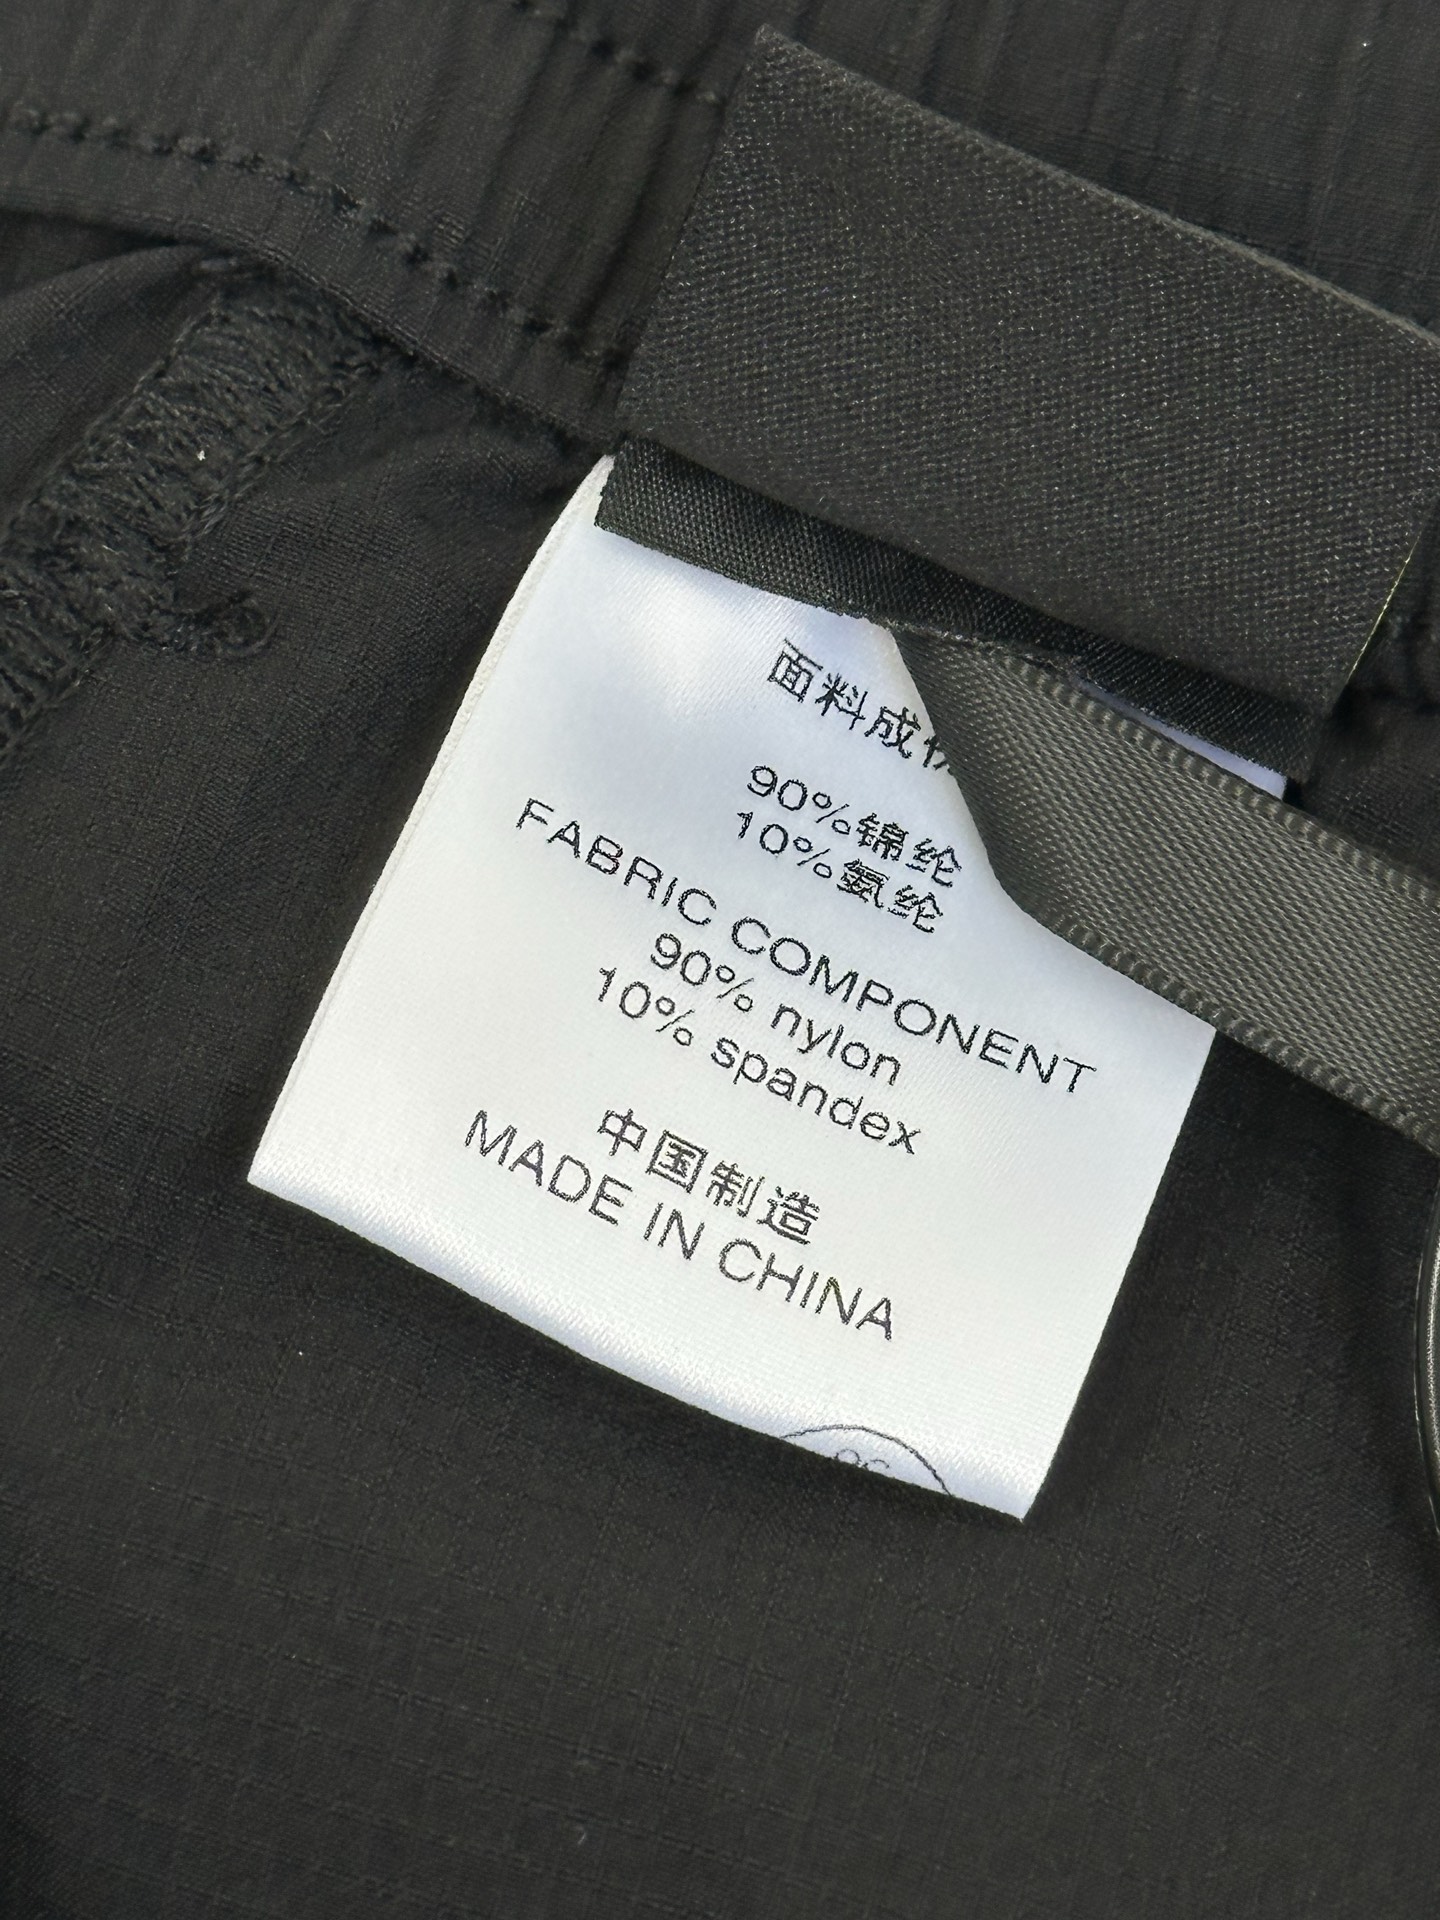 面料成
90%锦纶
10%氨纶
FABRIC COMPONENT
90% nylon
10% spandex
中国制造
MADE IN CHINA